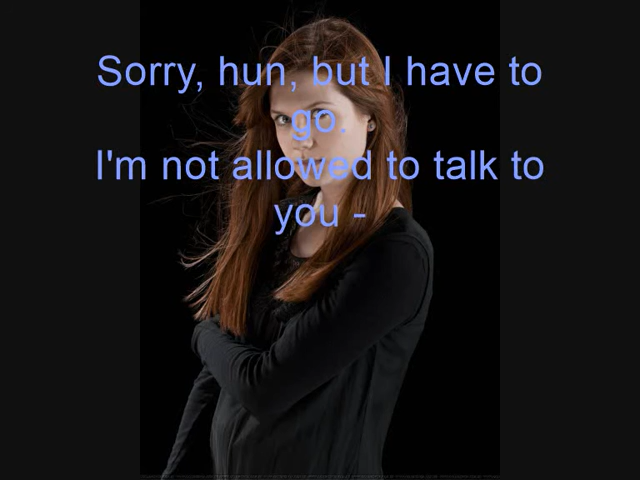 Sorry, hun, but I have to
go.
I'm not allowed to talk to
you -